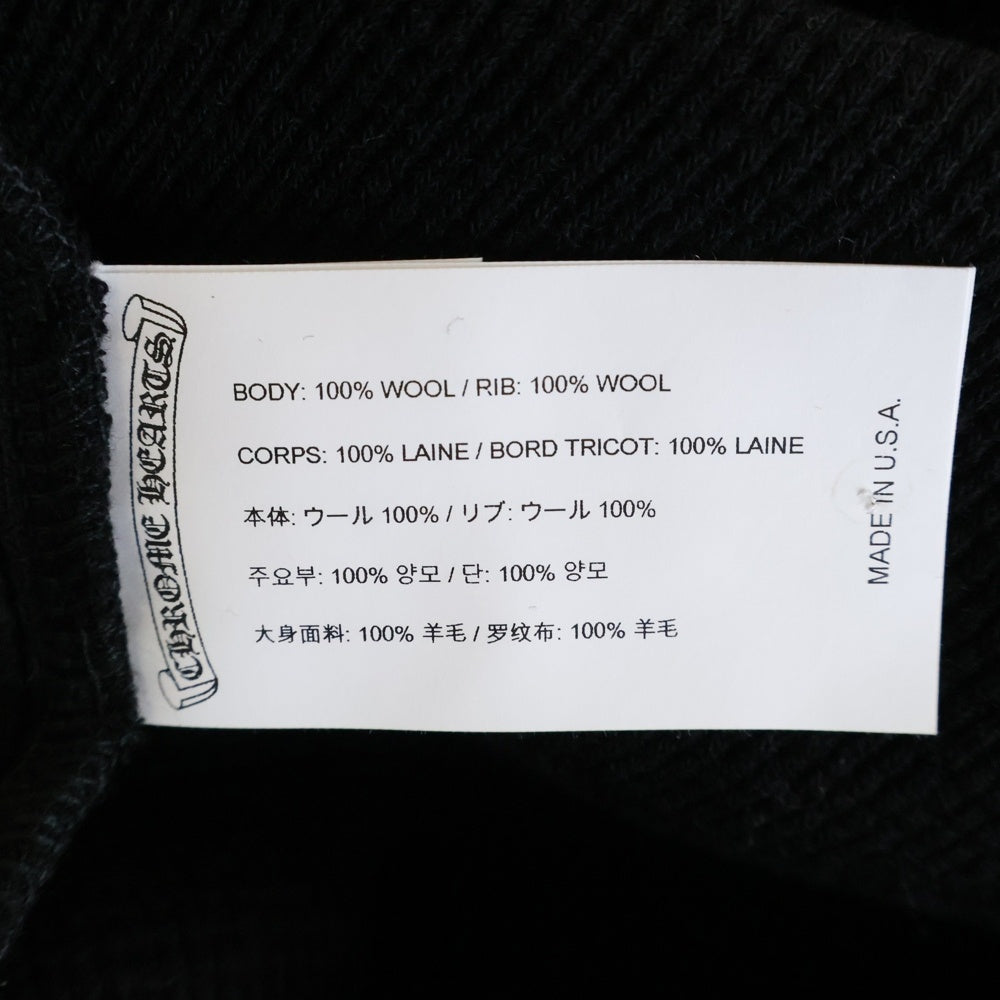 CHROME HEARTS
BODY: 100% WOOL / RIB: 100% WOOL
CORPS: 100% LAINE / BORD TRICOT: 100% LAINE
本体: ウール 100% / リブ: ウール 100%
주요부: 100% 양모 / 단: 100% 양모
大身面料: 100% 羊毛 / 罗纹布: 100% 羊毛
MADE IN U.S.A.